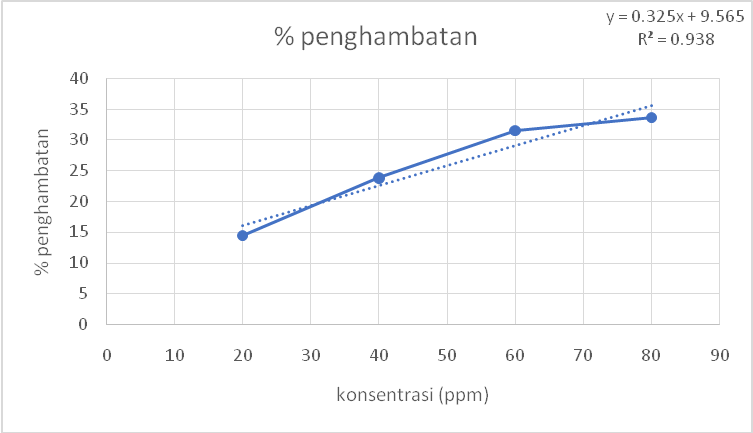 y = 0.325x + 9.565
R² = 0.938
% penghambatan
% penghambatan
40
35
30
25
20
15
10
5
0
0 10 20 30 40 50 60 70 80 90
konsentrasi (ppm)